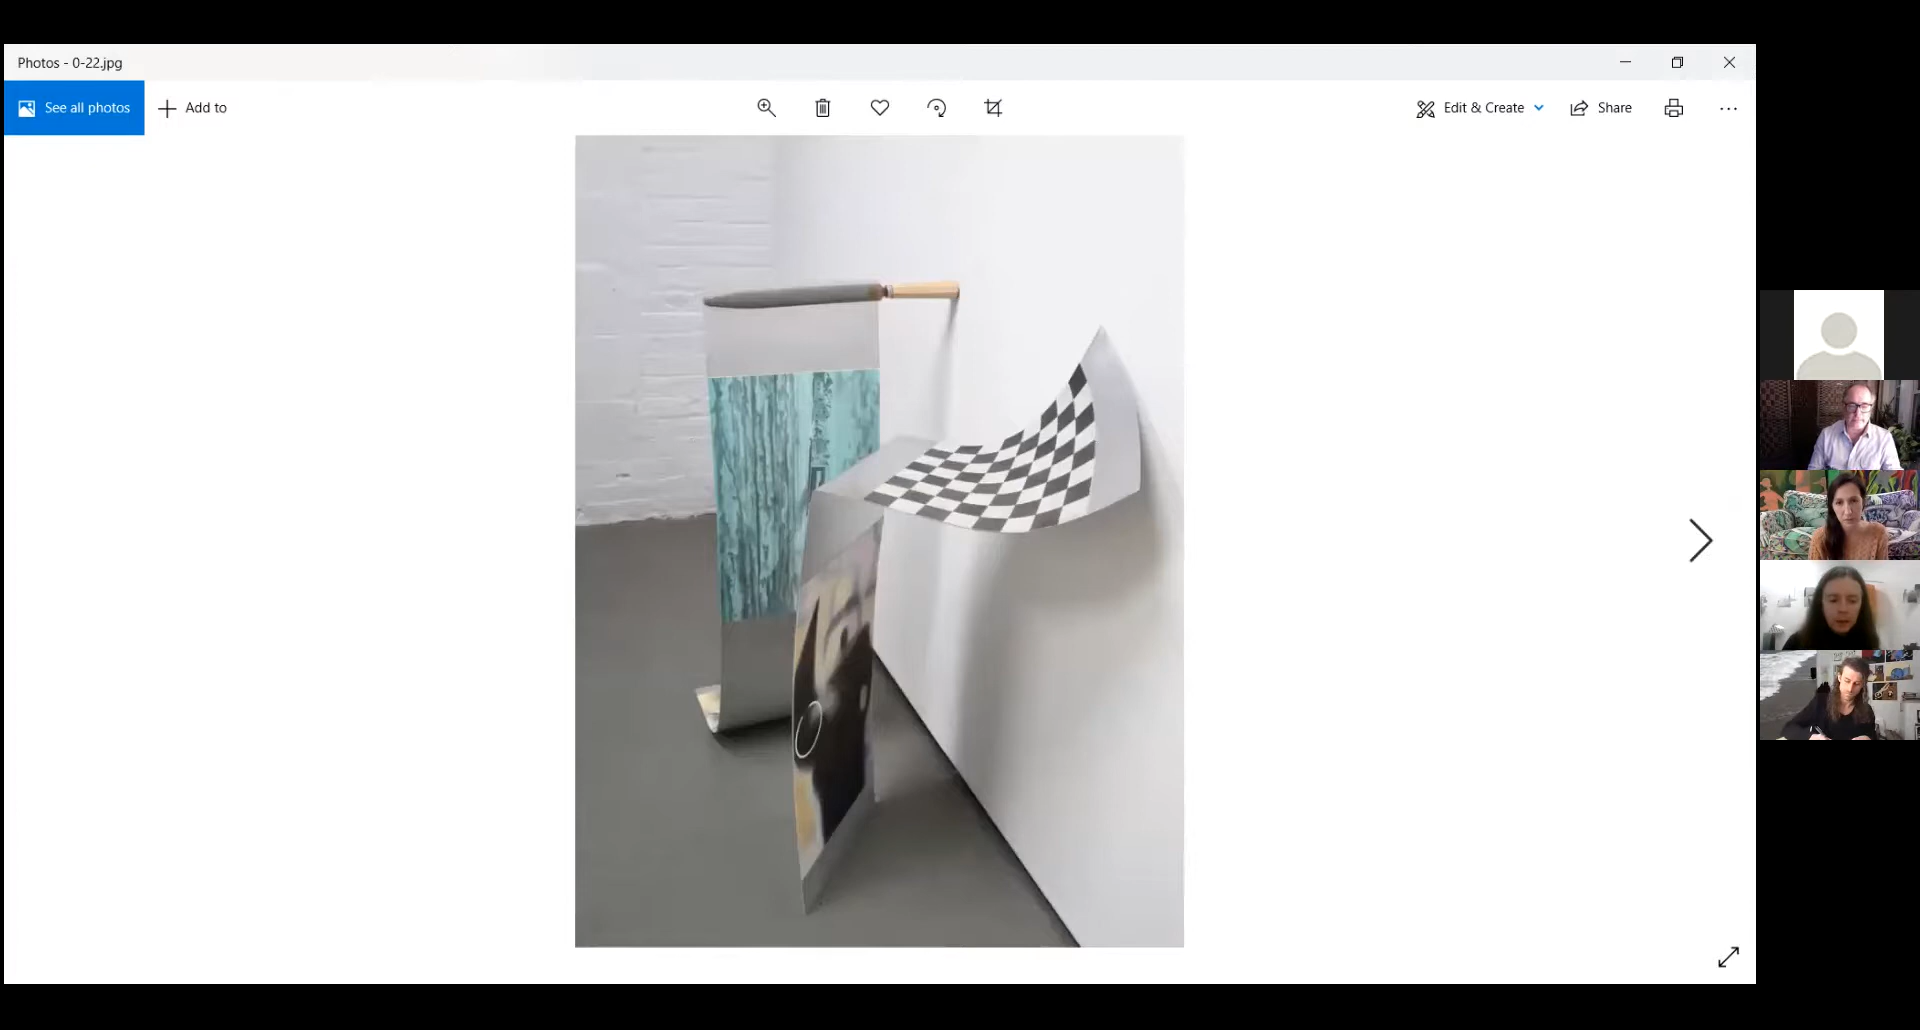 Photos - 0-22.jpg
See all photos
Add to
Edit & Create
Share